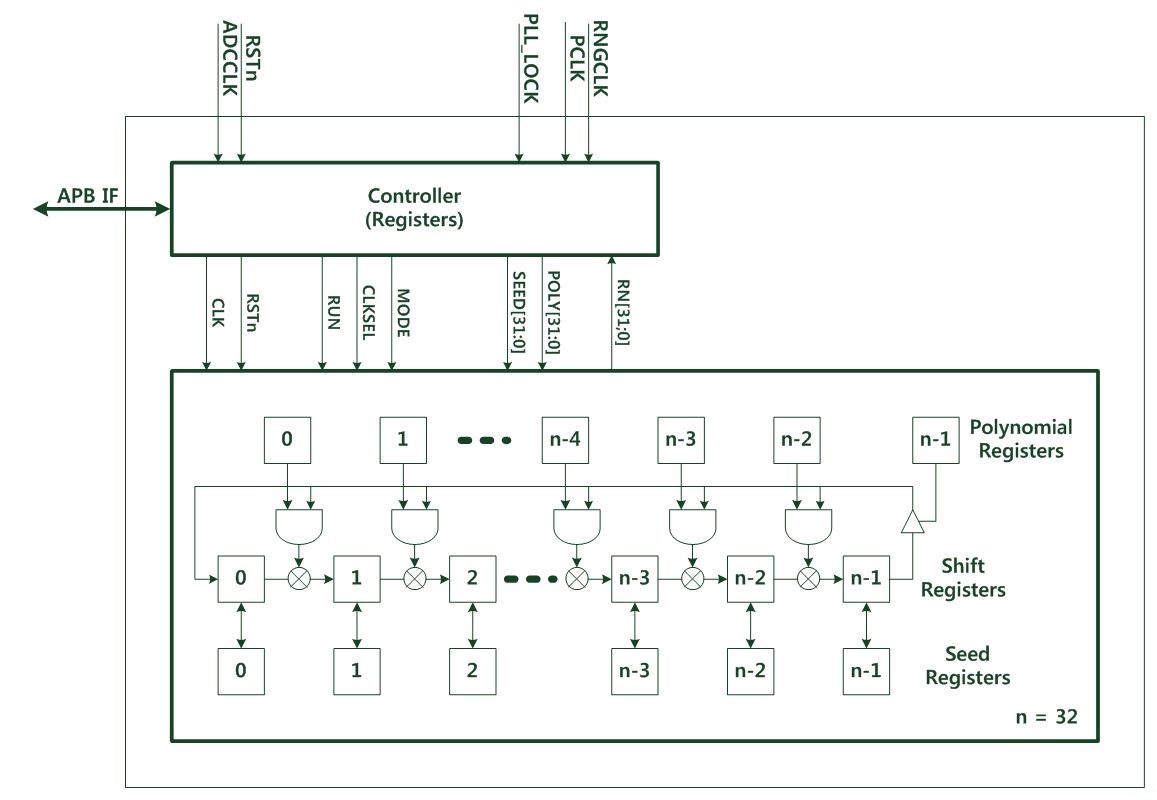 ADCCLK
RSTn
PLL_LOCK
PCLK
RNGCLK
APB IF
Controller
(Registers)
CLK
RSTn
RUN
CLKSEL
MODE
SEED[31:0]
POLY[31:0]
RN[31;0]
0
1
n-4
n-3
n-2
n-1
Polynomial
Registers
0
1
2
n-3
n-2
n-1
Shift
Registers
0
1
2
n-3
n-2
n-1
Seed
Registers
n = 32